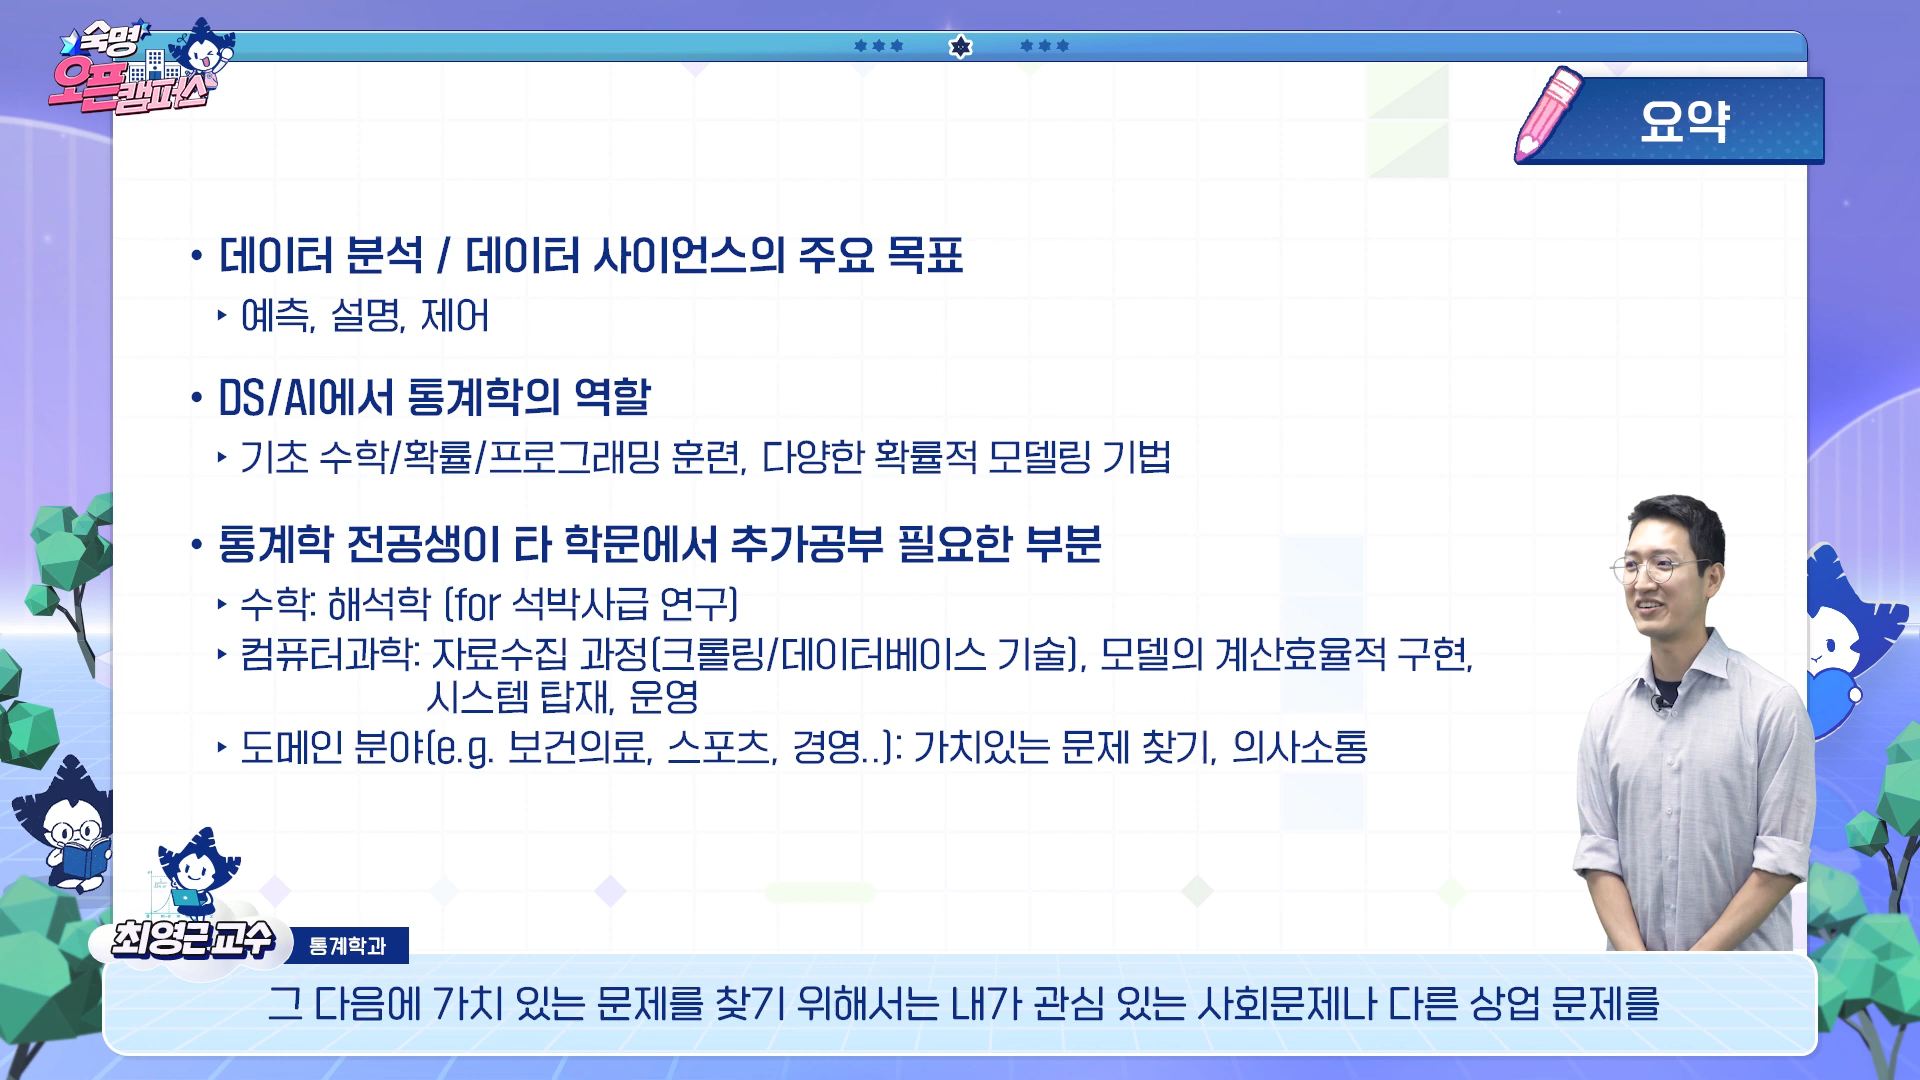 숙명
오픈캠퍼스
요약
• 데이터 분석 / 데이터 사이언스의 주요 목표
‣ 예측, 설명, 제어
• DS/AI에서 통계학의 역할
‣ 기초 수학/확률/프로그래밍 훈련, 다양한 확률적 모델링 기법
• 통계학 전공생이 타 학문에서 추가공부 필요한 부분
‣ 수학: 해석학 (for 석박사급 연구)
‣ 컴퓨터과학: 자료수집 과정(크롤링/데이터베이스 기술), 모델의 계산효율적 구현,
시스템 탑재, 운영
‣ 도메인 분야(e.g. 보건의료, 스포츠, 경영..): 가치있는 문제 찾기, 의사소통
최영근 교수
통계학과
그 다음에 가치 있는 문제를 찾기 위해서는 내가 관심 있는 사회문제나 다른 상업 문제를